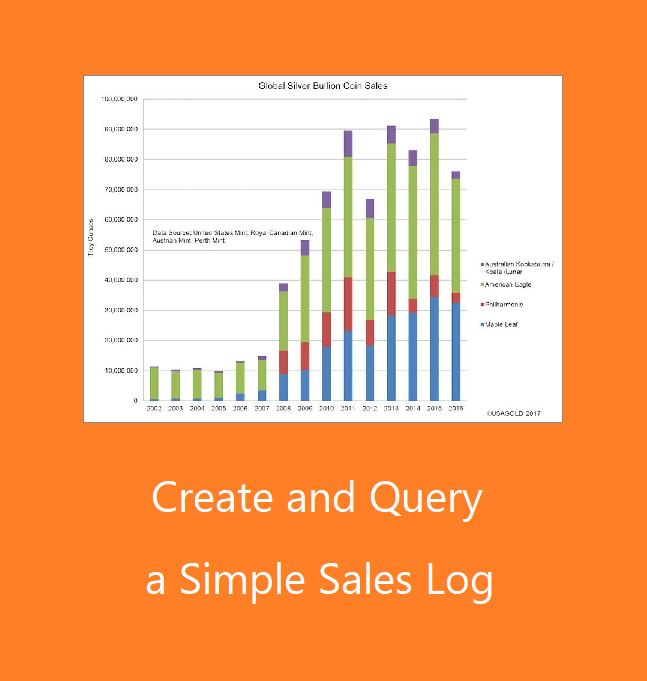 Global Silver Bullion Coin Sales
100,000,000
90,000,000
80,000,000
70,000,000
60,000,000
50,000,000
40,000,000
30,000,000
20,000,000
10,000,000
0
Troy Ounces
Data Source: United States Mint, Royal Canadian Mint,
Austrian Mint, Perth Mint
2002 2003 2004 2005 2006 2007 2008 2009 2010 2011 2012 2013 2014 2015 2016
Australian Kookaburra /
Koala /Lunar
American Eagle
Philharmonic
Maple Leaf
©USAGOLD 2017
Create and Query
a Simple Sales Log